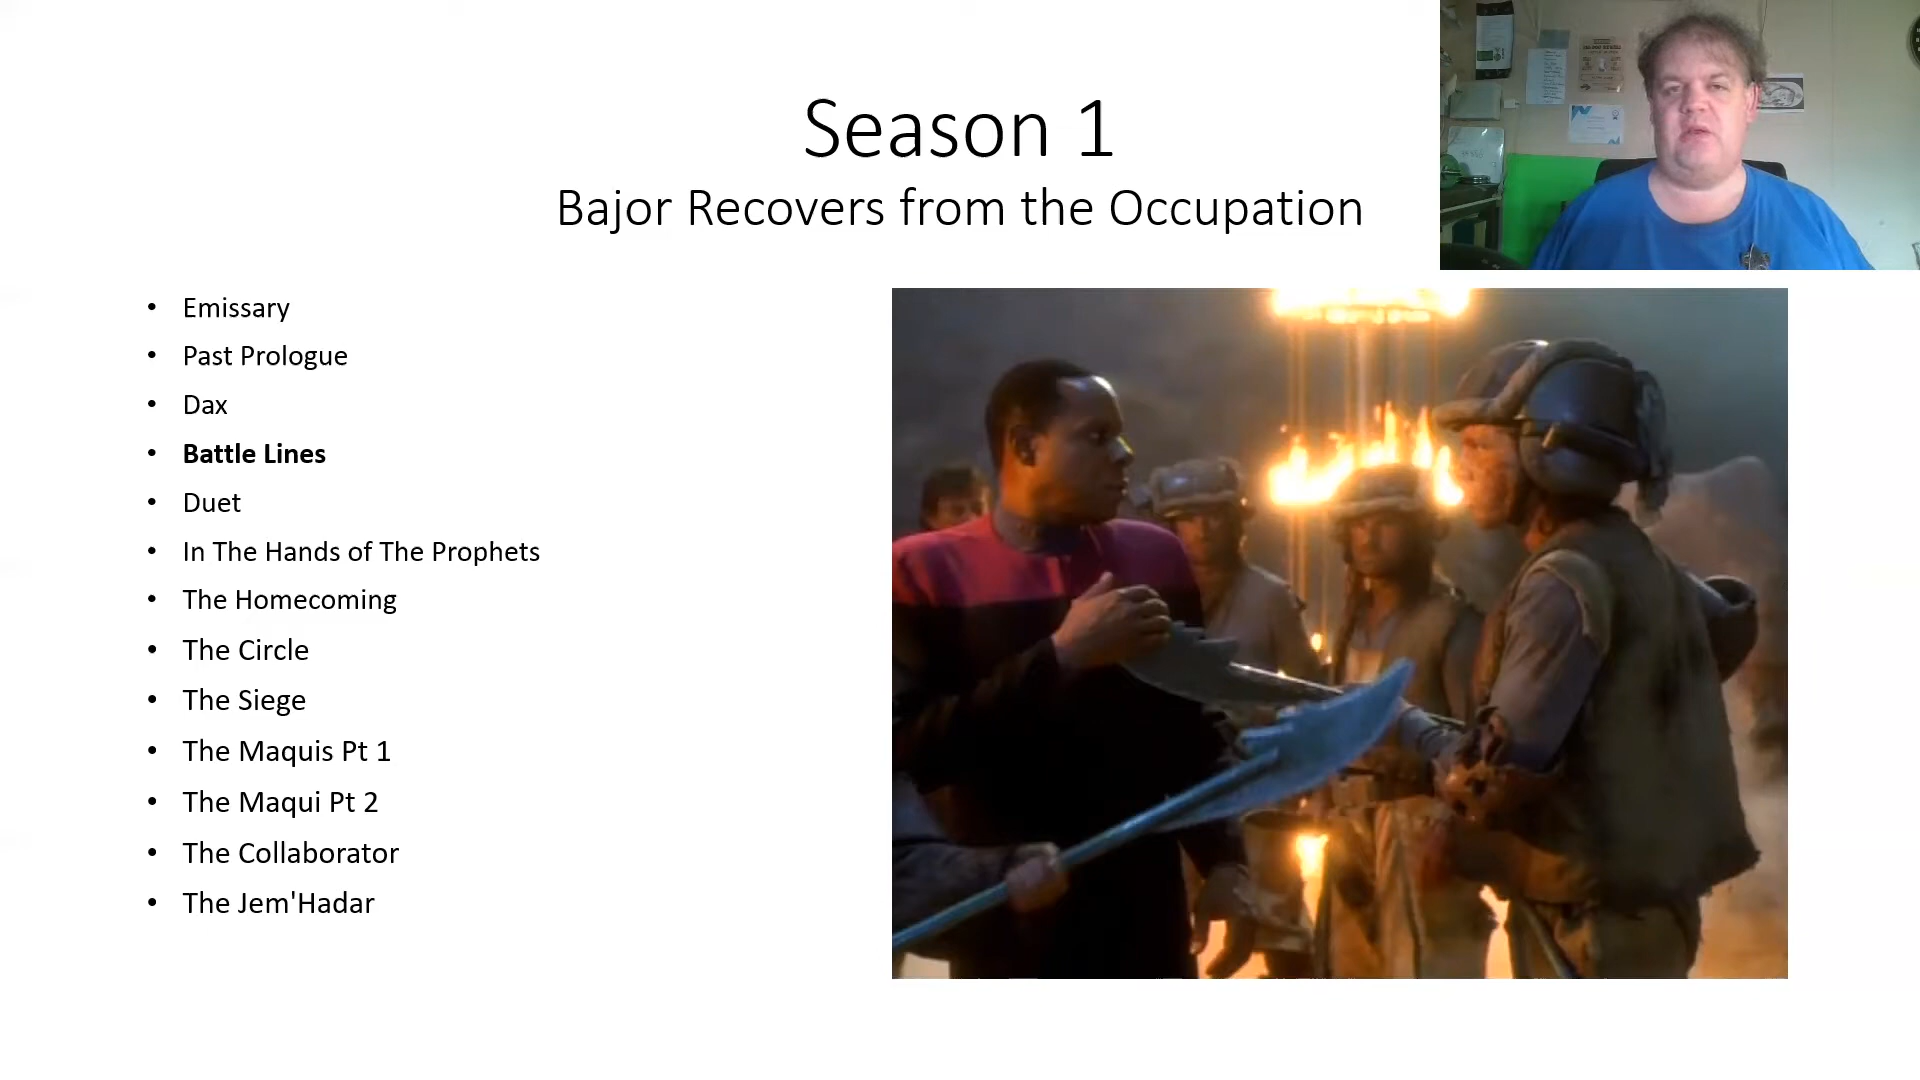 Season 1
Bajor Recovers from the Occupation
• Emissary
• Past Prologue
• Dax
• Battle Lines
• Duet
• In The Hands of The Prophets
• The Homecoming
• The Circle
• The Siege
• The Maquis Pt 1
• The Maqui Pt 2
• The Collaborator
• The Jem'Hadar